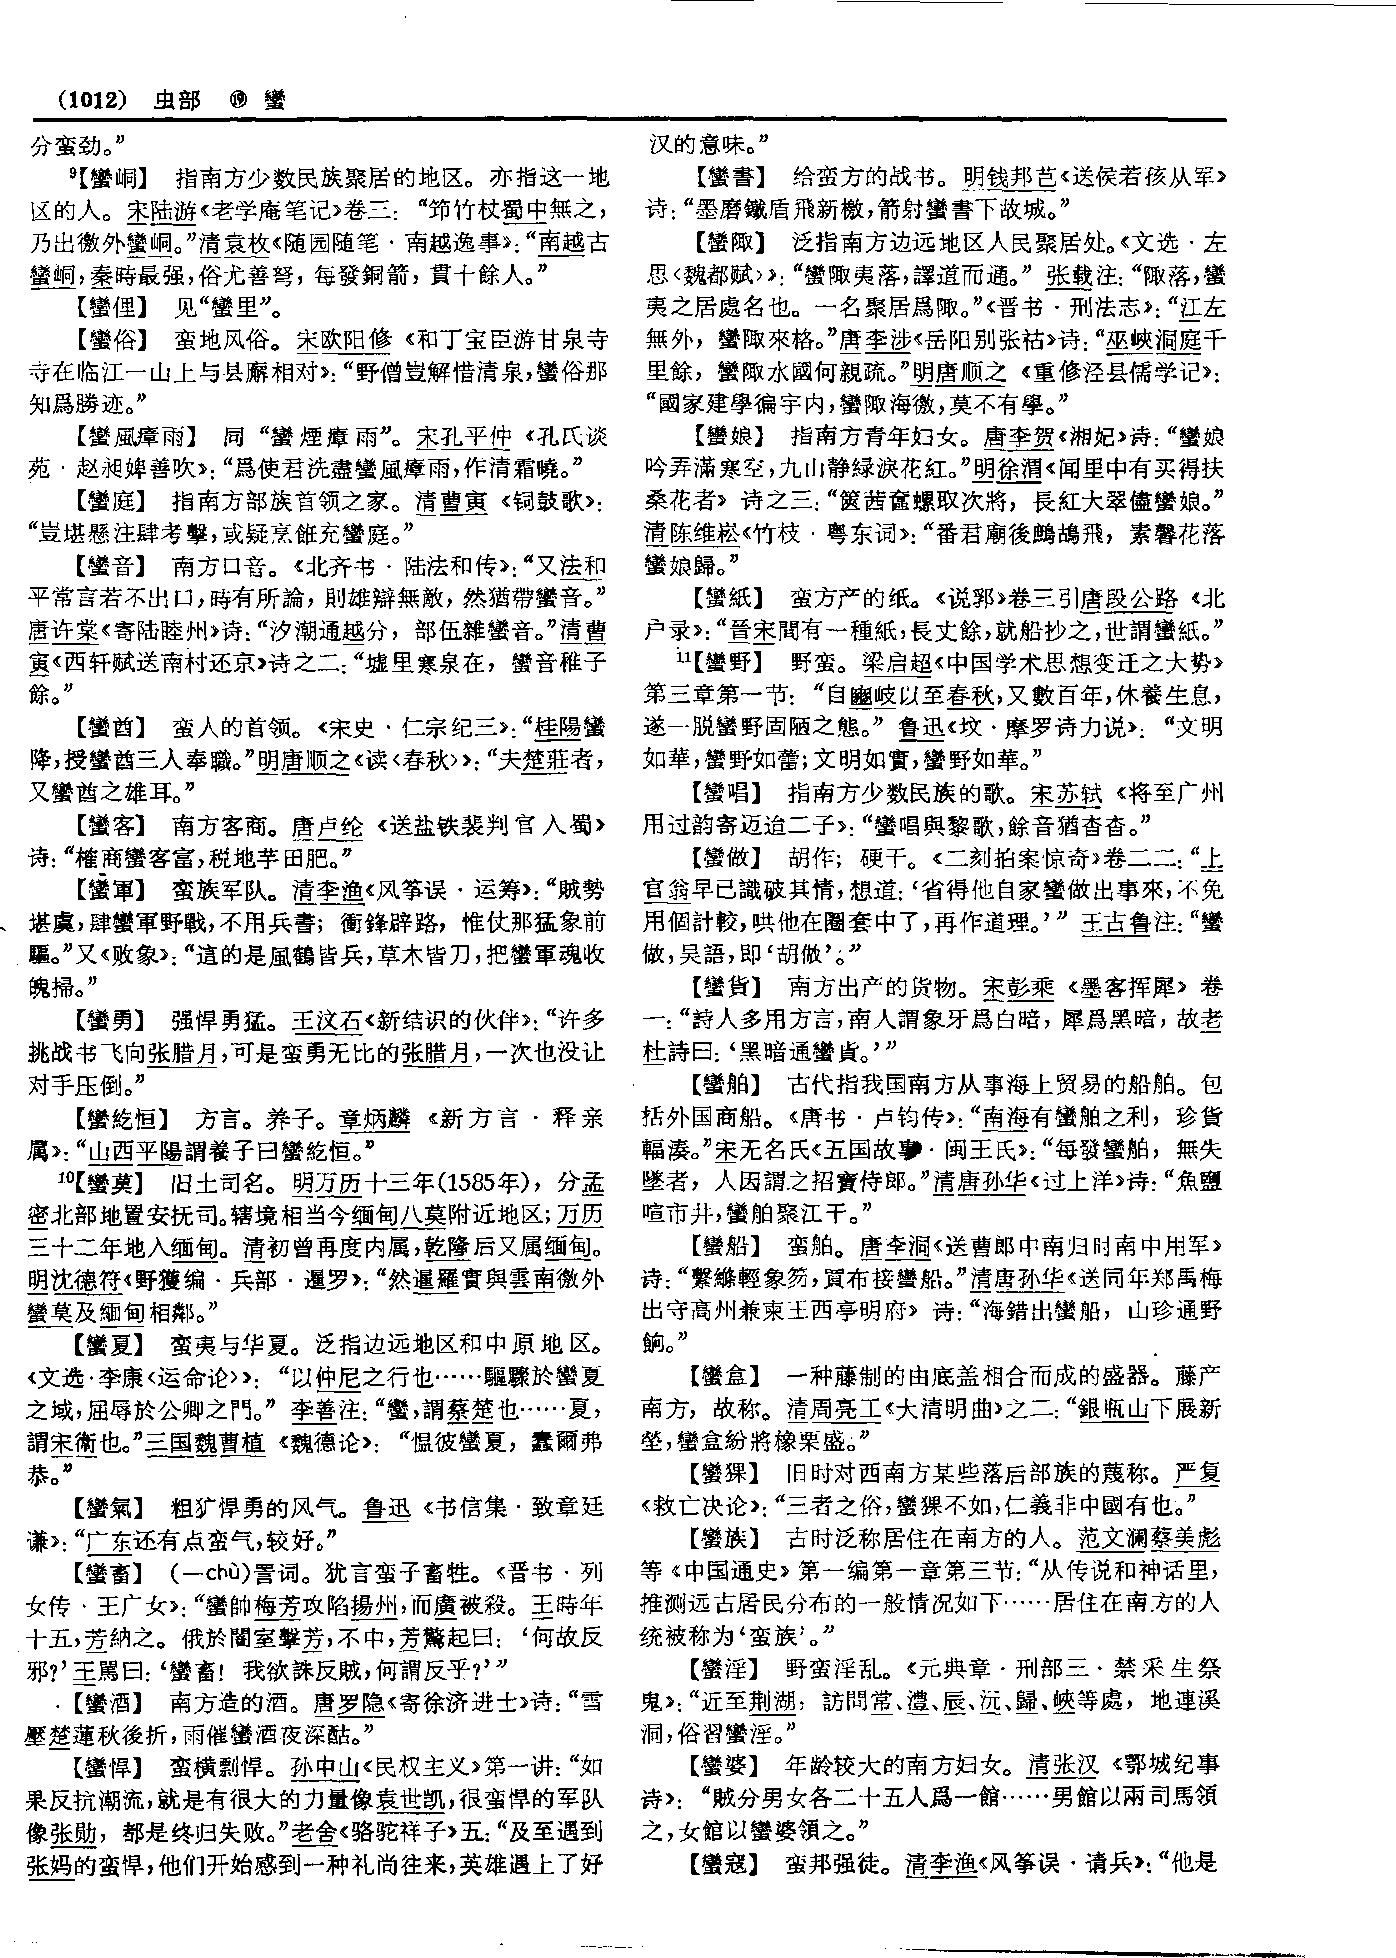 (1012) 虫部 ⑲ 蠻
分蛮劲。”
⁹【蠻峒】 指南方少数民族聚居的地区。亦指这一地
区的人。宋陆游《老学庵笔记》卷三：“筇竹杖蜀中無之，
乃出徼外蠻峒。”清袁枚《随园随笔·南越逸事》：“南越古
蠻峒，秦時最强，俗尤善弩，每發銅箭，貫十餘人。”
【蠻俚】 见“蠻里”。
【蠻俗】 蛮地风俗。宋欧阳修《和丁宝臣游甘泉寺
寺在临江一山上与县廨相对》：“野僧豈解惜清泉，蠻俗那
知爲勝迹。”
【蠻風瘴雨】 同“蠻煙瘴雨”。宋孔平仲《孔氏谈
苑·赵昶婢善吹》：“爲使君洗盡蠻風瘴雨，作清霜曉。”
【蠻庭】 指南方部族首领之家。清曹寅《铜鼓歌》：
“豈堪懸注肆考擊，或疑烹飪充蠻庭。”
【蠻音】 南方口音。《北齐书·陆法和传》：“又法和
平常言若不出口，時有所論，則雄辯無敵，然猶帶蠻音。”
唐许棠《寄陆睦州》诗：“汐潮通越分，部伍雜蠻音。”清曹
寅《西轩赋送南村还京》诗之二：“墟里寒泉在，蠻音稚子
餘。”
【蠻酋】 蛮人的首领。《宋史·仁宗纪三》：“桂陽蠻
降，授蠻酋三人奉職。”明唐顺之《读〈春秋〉》：“夫楚莊者，
又蠻酋之雄耳。”
【蠻客】 南方客商。唐卢纶《送盐铁裴判官入蜀》
诗：“榷商蠻客富，税地芋田肥。”
【蠻軍】 蛮族军队。清李渔《风筝误·运筹》：“賊勢
堪虞，肆蠻軍野戰，不用兵書；衝鋒辟路，惟仗那猛象前
驅。”又《败象》：“這的是風鶴皆兵，草木皆刀，把蠻軍魂收
魄掃。”
【蠻勇】 强悍勇猛。王汶石《新结识的伙伴》：“许多
挑战书飞向张腊月，可是蛮勇无比的张腊月，一次也没让
对手压倒。”
【蠻紇恒】 方言。养子。章炳麟《新方言·释亲
属》：“山西平陽謂養子曰蠻紇恒。”
¹⁰【蠻莫】 旧土司名。明万历十三年(1585年)，分孟
密北部地置安抚司。辖境相当今缅甸八莫附近地区；万历
三十二年地入缅甸。清初曾再度内属，乾隆后又属缅甸。
明沈德符《野獲编·兵部·暹罗》：“然暹羅實與雲南徼外
蠻莫及緬甸相鄰。”
【蠻夏】 蛮夷与华夏。泛指边远地区和中原地区。
《文选·李康〈运命论〉》：“以仲尼之行也……驅驟於蠻夏
之域，屈辱於公卿之門。”李善注：“蠻，謂蔡楚也……夏，
謂宋衛也。”三国魏曹植《魏德论》：“愠彼蠻夏，蠢爾弗
恭。”
【蠻氣】 粗犷悍勇的风气。鲁迅《书信集·致章廷
谦》：“广东还有点蛮气，较好。”
【蠻畜】 (—chù)詈词。犹言蛮子畜牲。《晋书·列
女传·王广女》：“蠻帥梅芳攻陷揚州，而廣被殺。王時年
十五，芳納之。俄於闇室擊芳，不中，芳驚起曰：‘何故反
邪？’王駡曰：‘蠻畜！我欲誅反賊，何謂反乎？’”
【蠻酒】 南方造的酒。唐罗隐《寄徐济进士》诗：“雪
壓楚蓮秋後折，雨催蠻酒夜深酤。”
【蠻悍】 蛮横剽悍。孙中山《民权主义》第一讲：“如
果反抗潮流，就是有很大的力量像袁世凯，很蛮悍的军队
像张勋，都是终归失败。”老舍《骆驼祥子》五：“及至遇到
张妈的蛮悍，他们开始感到一种礼尚往来，英雄遇上了好
汉的意味。”
【蠻書】 给蛮方的战书。明钱邦芑《送侯若孩从军》
诗：“墨磨鐵盾飛新檄，箭射蠻書下故城。”
【蠻陬】 泛指南方边远地区人民聚居处。《文选·左
思〈魏都赋〉》：“蠻陬夷落，譯道而通。”张载注：“陬落，蠻
夷之居處名也。一名聚居爲陬。”《晋书·刑法志》：“江左
無外，蠻陬來格。”唐李涉《岳阳别张祜》诗：“巫峽洞庭千
里餘，蠻陬水國何親疏。”明唐顺之《重修泾县儒学记》：
“國家建學徧宇内，蠻陬海徼，莫不有學。”
【蠻娘】 指南方青年妇女。唐李贺《湘妃》诗：“蠻娘
吟弄滿寒空，九山静緑淚花紅。”明徐渭《闻里中有买得扶
桑花者》诗之三：“篋茜奩螺取次將，長紅大翠儘蠻娘。”
清陈维崧《竹枝·粤东词》：“番君廟後鷓鴣飛，素馨花落
蠻娘歸。”
【蠻紙】 蛮方产的纸。《说郛》卷三引唐段公路《北
户录》：“晋宋間有一種紙，長丈餘，就船抄之，世謂蠻紙。”
¹¹【蠻野】 野蛮。梁启超《中国学术思想变迁之大势》
第三章第一节：“自豳岐以至春秋，又數百年，休養生息，
遂一脱蠻野固陋之態。”鲁迅《坟·摩罗诗力说》：“文明
如華，蠻野如蕾；文明如實，蠻野如華。”
【蠻唱】 指南方少数民族的歌。宋苏轼《将至广州
用过韵寄迈迨二子》：“蠻唱與黎歌，餘音猶杳杳。”
【蠻做】 胡作；硬干。《二刻拍案惊奇》卷二二：“上
官翁早已識破其情，想道：‘省得他自家蠻做出事來，不免
用個計較，哄他在圈套中了，再作道理。’”王古鲁注：“蠻
做，吴語，即‘胡做’。”
【蠻貨】 南方出产的货物。宋彭乘《墨客挥犀》卷
一：“詩人多用方言，南人謂象牙爲白暗，犀爲黑暗，故老
杜詩曰：‘黑暗通蠻貨。’”
【蠻舶】 古代指我国南方从事海上贸易的船舶。包
括外国商船。《唐书·卢钧传》：“南海有蠻舶之利，珍貨
輻湊。”宋无名氏《五国故事·闽王氏》：“每發蠻舶，無失
墜者，人因謂之招寶侍郎。”清唐孙华《过上洋》诗：“魚鹽
喧市井，蠻舶聚江干。”
【蠻船】 蛮舶。唐李洞《送曹郎中南归时南中用军》
诗：“繫縧輕象笏，買布接蠻船。”清唐孙华《送同年郑禹梅
出守高州兼柬王西亭明府》诗：“海錯出蠻船，山珍通野
餉。”
【蠻盒】 一种藤制的由底盖相合而成的盛器。藤产
南方，故称。清周亮工《大清明曲》之二：“銀瓶山下展新
塋，蠻盒紛將橡栗盛。”
【蠻猓】 旧时对西南方某些落后部族的蔑称。严复
《救亡决论》：“三者之俗，蠻猓不如，仁義非中國有也。”
【蠻族】 古时泛称居住在南方的人。范文澜蔡美彪
等《中国通史》第一编第一章第三节：“从传说和神话里，
推测远古居民分布的一般情况如下……居住在南方的人
统被称为‘蛮族’。”
【蠻淫】 野蛮淫乱。《元典章·刑部三·禁采生祭
鬼》：“近至荆湖，訪問常、澧、辰、沅、歸、峽等處，地連溪
洞，俗習蠻淫。”
【蠻婆】 年龄较大的南方妇女。清张汉《鄂城纪事
诗》：“賊分男女各二十五人爲一館……男館以兩司馬領
之，女館以蠻婆領之。”
【蠻寇】 蛮邦强徒。清李渔《风筝误·请兵》：“他是